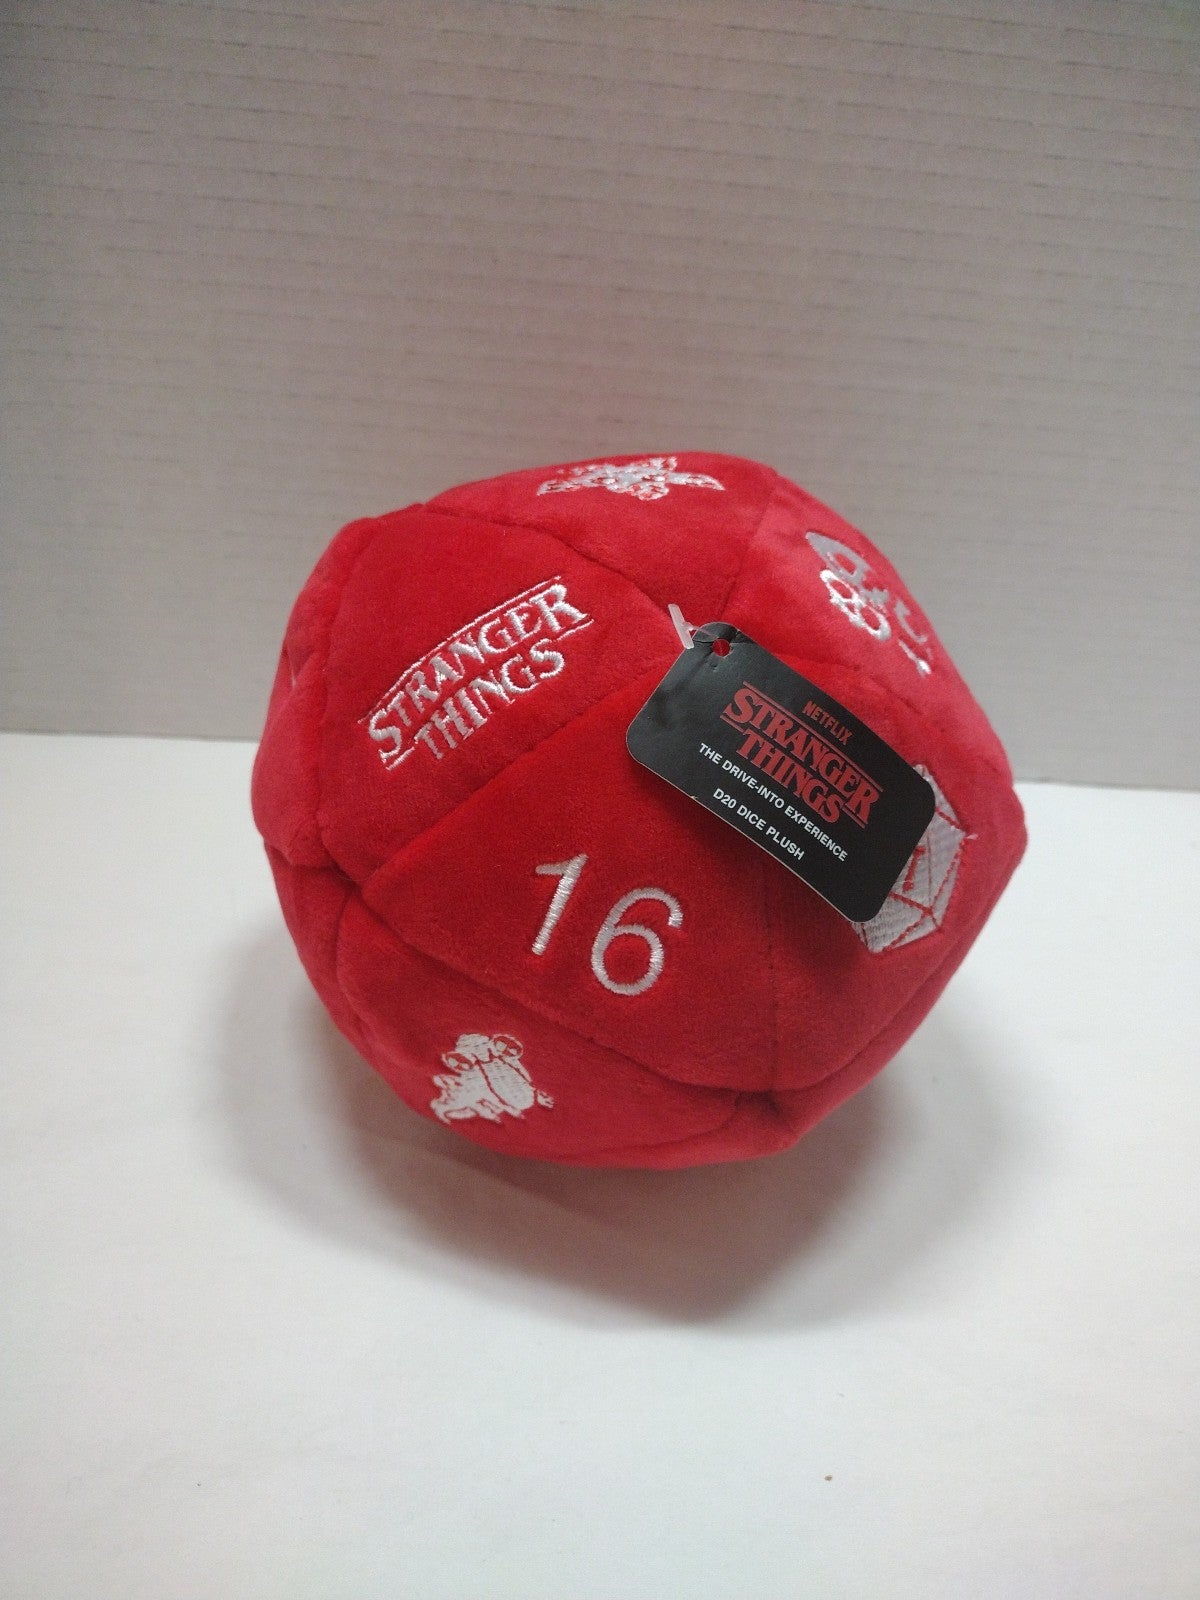 STRANGER
THINGS
NETFLIX
STRANGER
THINGS
THE DRIVE-INTO EXPERIENCE
D20 DICE PLUSH
16